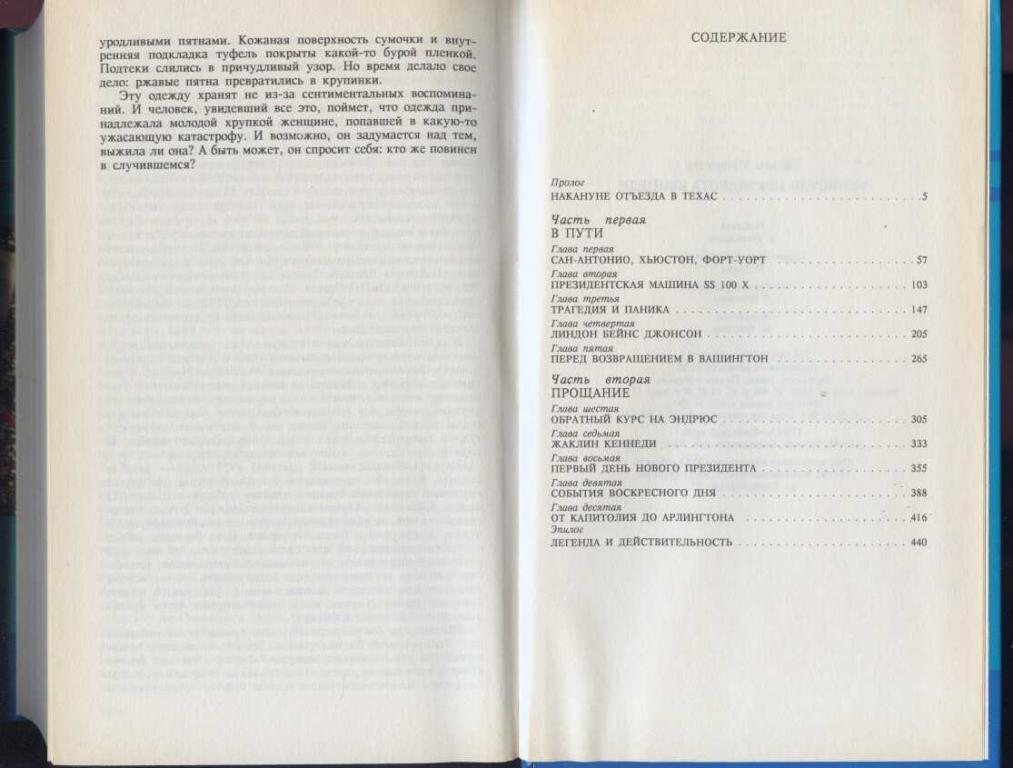 уродливыми пятнами. Кожаная поверхность сумочки и внут-
ренняя подкладка туфель покрыты какой-то бурой пленкой.
Подтеки слились в причудливый узор. Но время делало свое
дело: ржавые пятна превратились в крупинки.
Эту одежду хранят не из-за сентиментальных воспомина-
ний. И человек, увидевший все это, поймет, что одежда при-
надлежала молодой хрупкой женщине, попавшей в какую-то
ужасающую катастрофу. И возможно, он задумается над тем,
выжила ли она? А быть может, он спросит себя: кто же повинен
в случившемся?
СОДЕРЖАНИЕ
Пролог
НАКАНУНЕ ОТЪЕЗДА В ТЕХАС . . . . . . . . . . . . . . . . . . . . . 5
Часть первая
В ПУТИ
Глава первая
САН-АНТОНИО, ХЬЮСТОН, ФОРТ-УОРТ . . . . . . . . . . . . . . 57
Глава вторая
ПРЕЗИДЕНТСКАЯ МАШИНА SS 100 X . . . . . . . . . . . . . . . . 103
Глава третья
ТРАГЕДИЯ И ПАНИКА . . . . . . . . . . . . . . . . . . . . . . . . . 147
Глава четвертая
ЛИНДОН БЕЙНС ДЖОНСОН . . . . . . . . . . . . . . . . . . . . . 205
Глава пятая
ПЕРЕД ВОЗВРАЩЕНИЕМ В ВАШИНГТОН . . . . . . . . . . . . . . 265
Часть вторая
ПРОЩАНИЕ
Глава шестая
ОБРАТНЫЙ КУРС НА ЭНДРЮС . . . . . . . . . . . . . . . . . . . . 305
Глава седьмая
ЖАКЛИН КЕННЕДИ . . . . . . . . . . . . . . . . . . . . . . . . . . 333
Глава восьмая
ПЕРВЫЙ ДЕНЬ НОВОГО ПРЕЗИДЕНТА . . . . . . . . . . . . . . . . 355
Глава девятая
СОБЫТИЯ ВОСКРЕСНОГО ДНЯ . . . . . . . . . . . . . . . . . . . . 388
Глава десятая
ОТ КАПИТОЛИЯ ДО АРЛИНГТОНА . . . . . . . . . . . . . . . . . . 416
Эпилог
ЛЕГЕНДА И ДЕЙСТВИТЕЛЬНОСТЬ . . . . . . . . . . . . . . . . . . 440